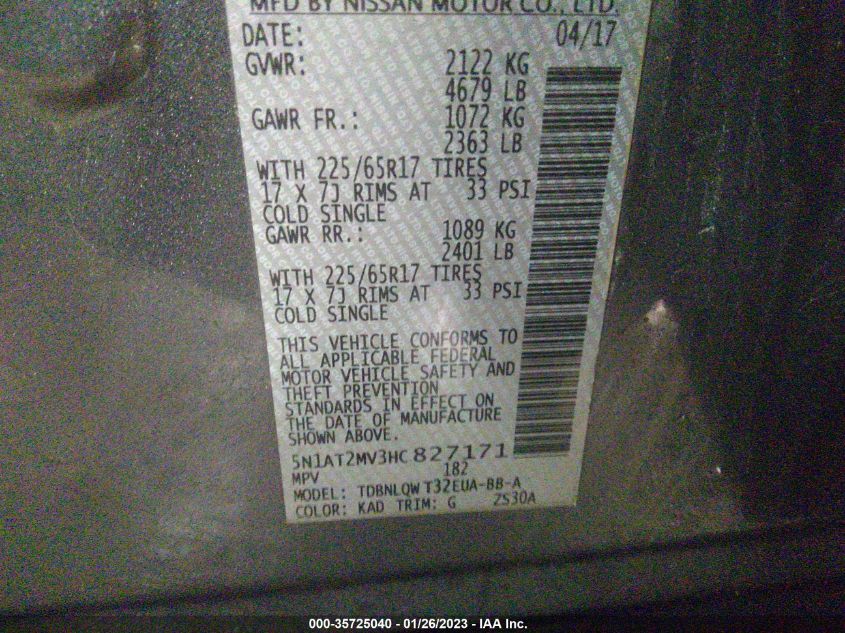 MFD BY NISSAN MOTOR CO., LTD.
DATE: 04/17
GVWR: 2122 KG
4679 LB
GAWR FR.: 1072 KG
2363 LB
WITH 225/65R17 TIRES
17 X 7J RIMS AT 33 PSI
COLD SINGLE
GAWR RR.: 1089 KG
2401 LB
WITH 225/65R17 TIRES
17 X 7J RIMS AT 33 PSI
COLD SINGLE
THIS VEHICLE CONFORMS TO
ALL APPLICABLE FEDERAL
MOTOR VEHICLE SAFETY AND
THEFT PREVENTION
STANDARDS IN EFFECT ON
THE DATE OF MANUFACTURE
SHOWN ABOVE.
5N1AT2MV3HC827171
MPV 182
MODEL: TDBNLQWT32EUA-BB-A
COLOR: KAD TRIM: G ZS30A
000-35725040 - 01/26/2023 - IAA Inc.